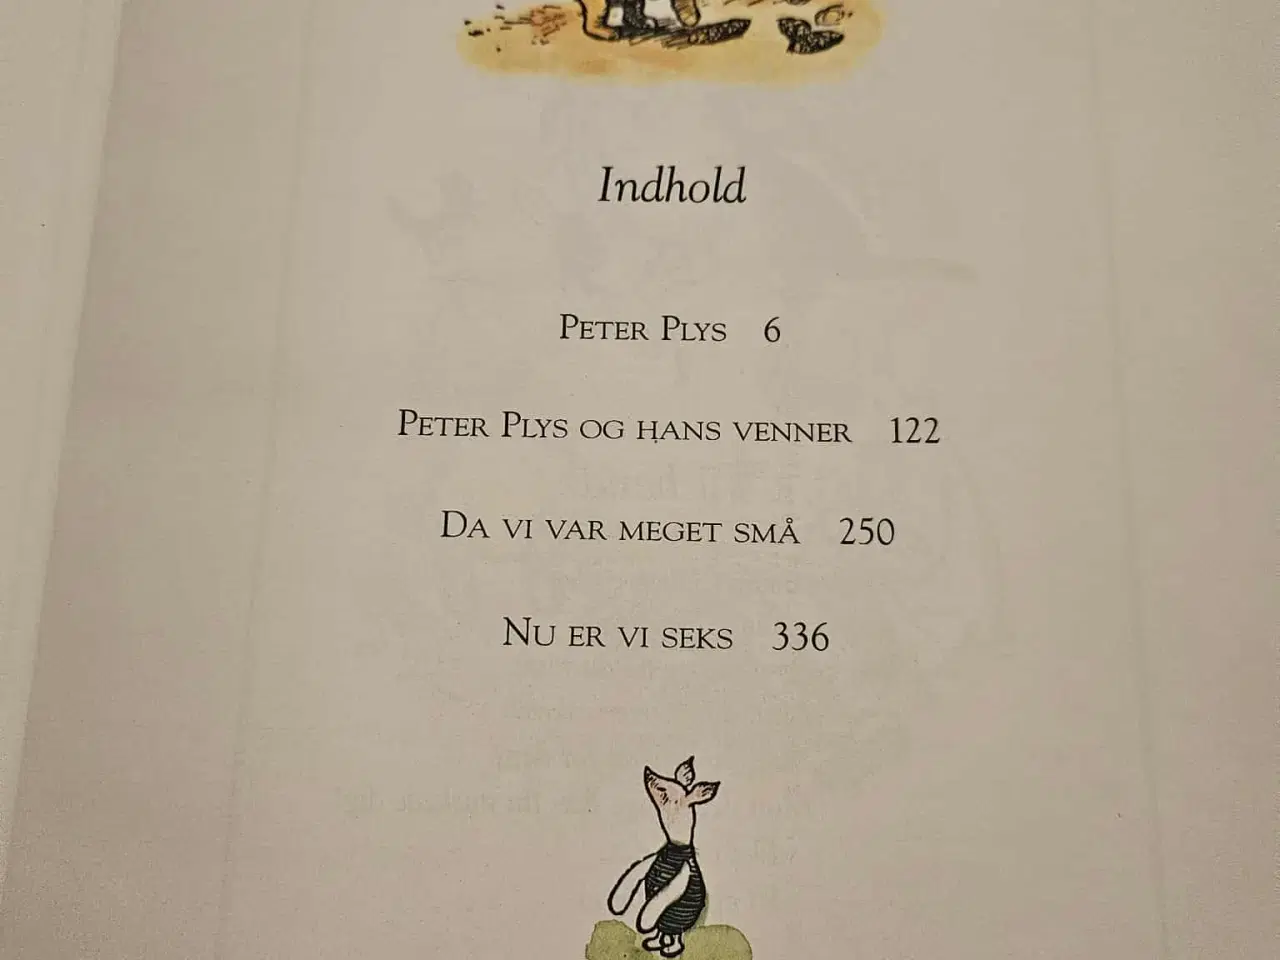 Indhold
Peter Plys 6
Peter Plys og hans venner 122
Da vi var meget små 250
Nu er vi seks 336